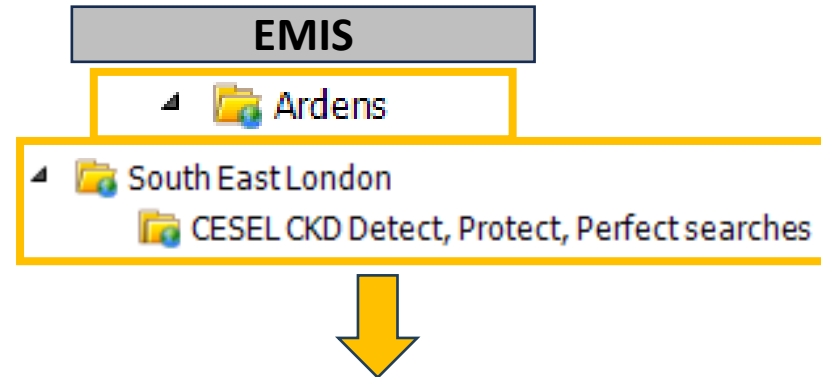 EMIS
Ardens
South East London
CESEL CKD Detect, Protect, Perfect searches